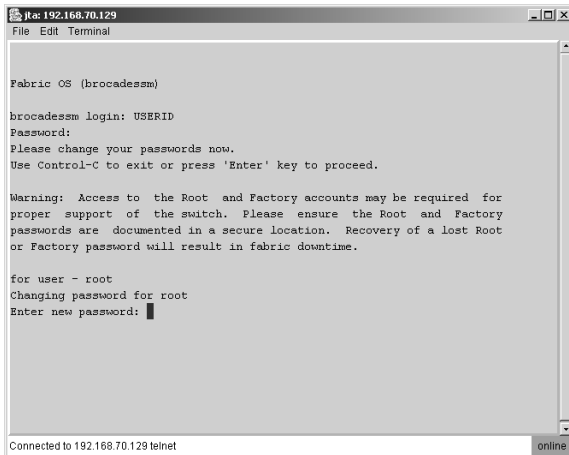 jta: 192.168.70.129
File Edit Terminal
Fabric OS (brocadessm)
brocadessm login: USERID
Password:
Please change your passwords now.
Use Control-C to exit or press 'Enter' key to proceed.
Warning: Access to the Root and Factory accounts may be required for
proper support of the switch. Please ensure the Root and Factory
passwords are documented in a secure location. Recovery of a lost Root
or Factory password will result in fabric downtime.
for user - root
Changing password for root
Enter new password:
Connected to 192.168.70.129 telnet
online